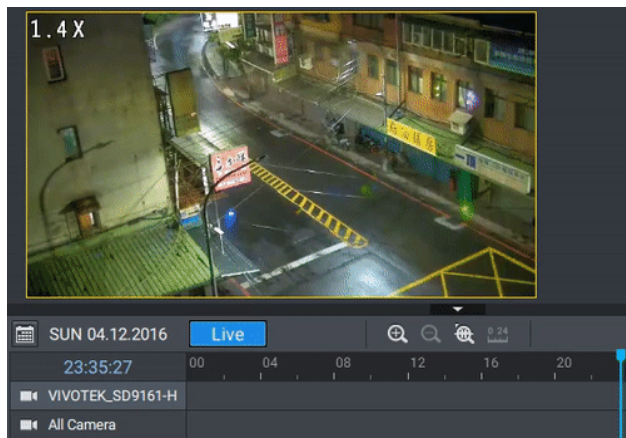 1.4X
SUN 04.12.2016
Live
0 24
23:35:27
00 04 08 12 16 20
VIVOTEK_SD9161-H
All Camera